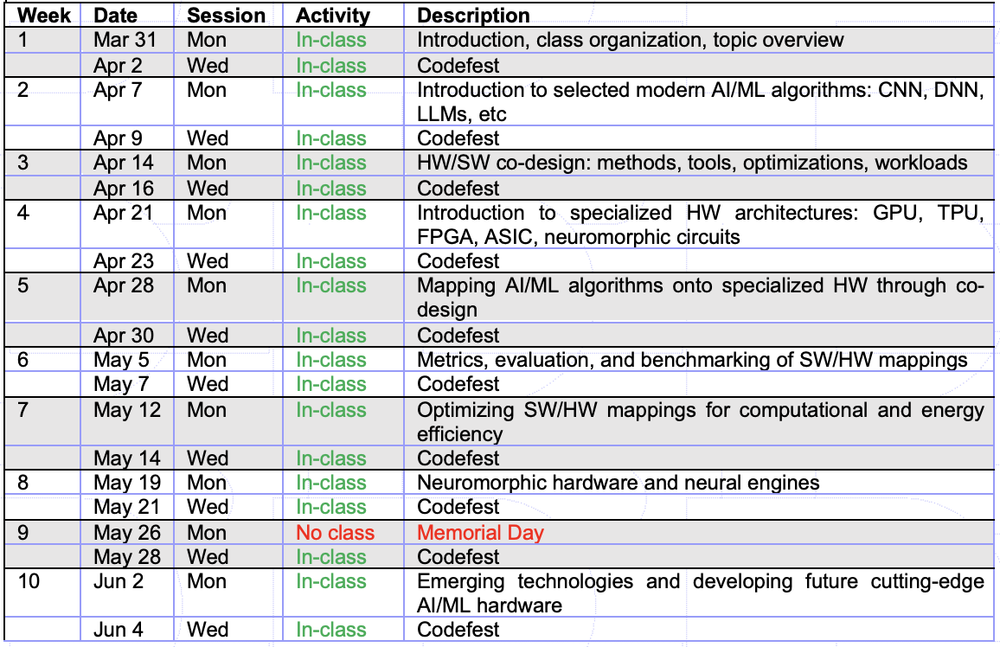 Week Date Session Activity Description
1 Mar 31 Mon In-class Introduction, class organization, topic overview
Apr 2 Wed In-class Codefest
2 Apr 7 Mon In-class Introduction to selected modern AI/ML algorithms: CNN, DNN,
LLMs, etc
Apr 9 Wed In-class Codefest
3 Apr 14 Mon In-class HW/SW co-design: methods, tools, optimizations, workloads
Apr 16 Wed In-class Codefest
4 Apr 21 Mon In-class Introduction to specialized HW architectures: GPU, TPU,
FPGA, ASIC, neuromorphic circuits
Apr 23 Wed In-class Codefest
5 Apr 28 Mon In-class Mapping AI/ML algorithms onto specialized HW through co-
design
Apr 30 Wed In-class Codefest
6 May 5 Mon In-class Metrics, evaluation, and benchmarking of SW/HW mappings
May 7 Wed In-class Codefest
7 May 12 Mon In-class Optimizing SW/HW mappings for computational and energy
efficiency
May 14 Wed In-class Codefest
8 May 19 Mon In-class Neuromorphic hardware and neural engines
May 21 Wed In-class Codefest
9 May 26 Mon No class Memorial Day
May 28 Wed In-class Codefest
10 Jun 2 Mon In-class Emerging technologies and developing future cutting-edge
AI/ML hardware
Jun 4 Wed In-class Codefest